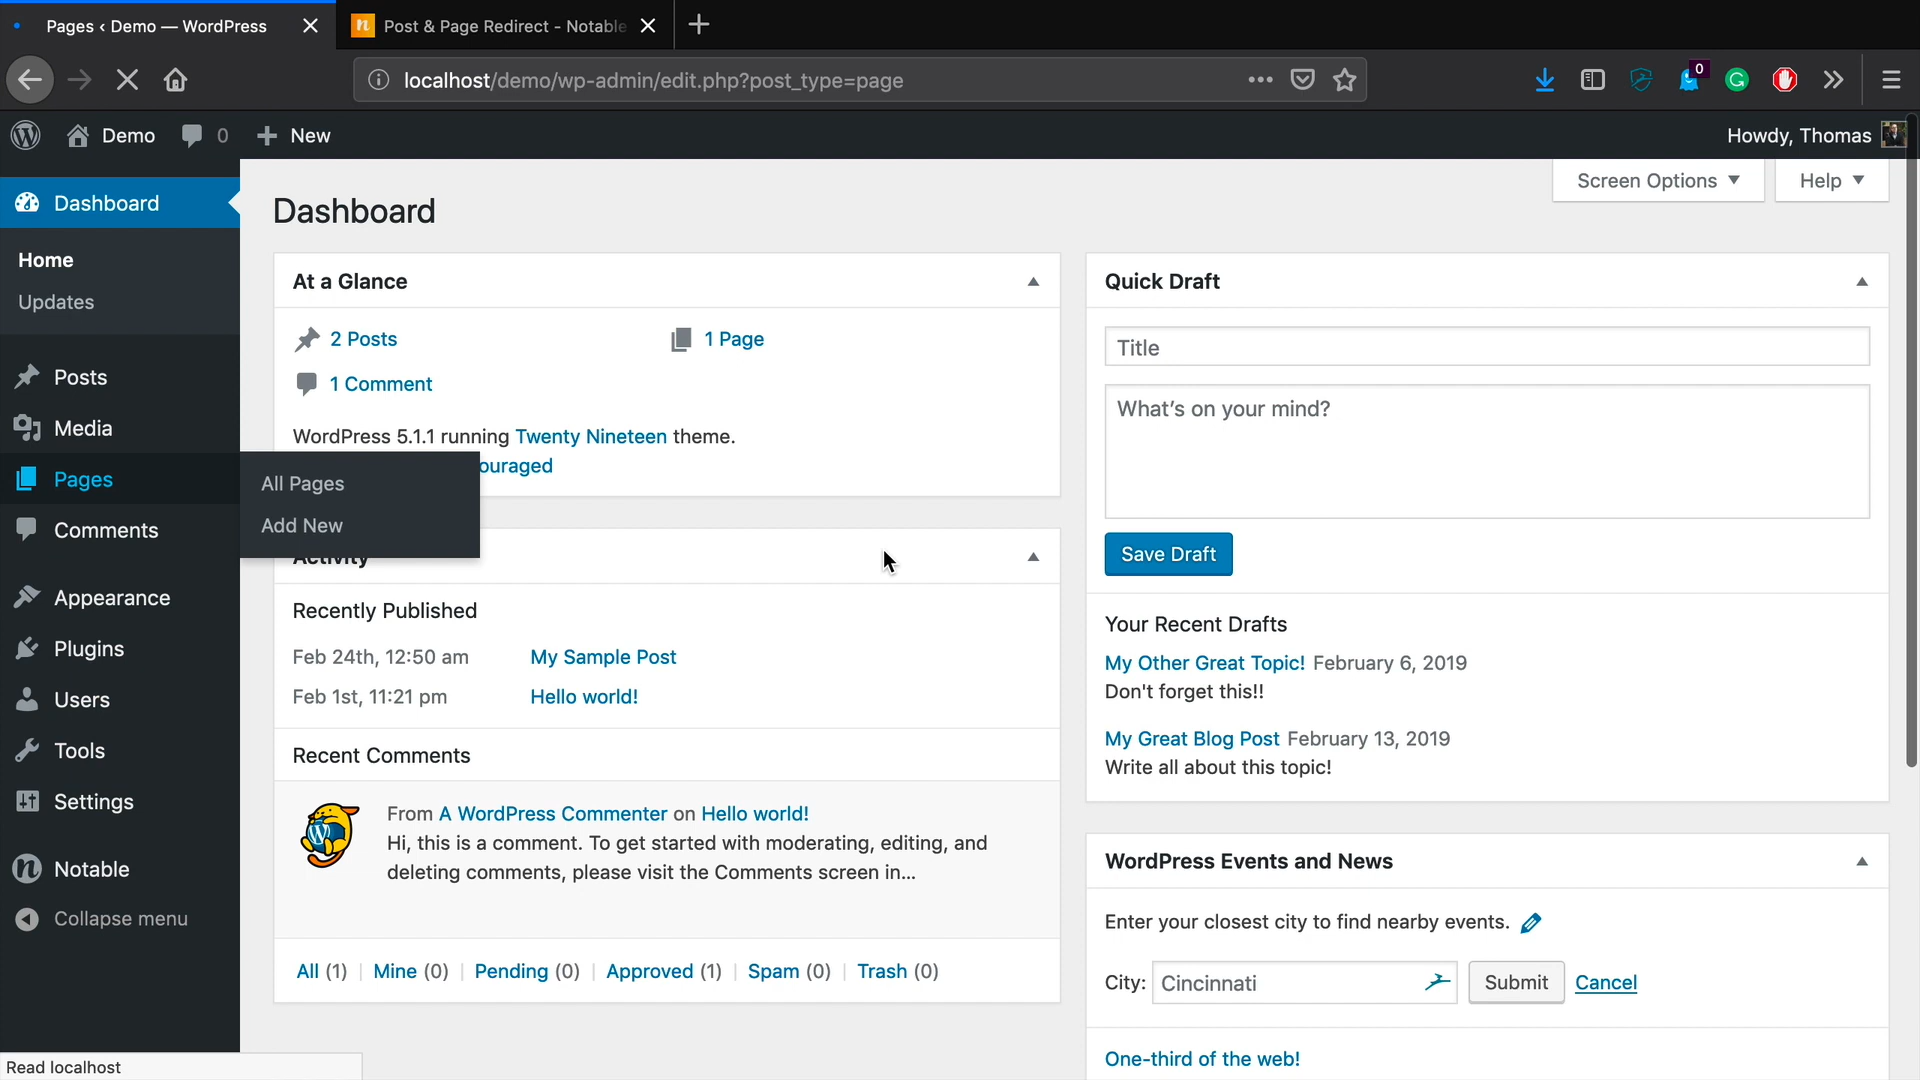 Pages ‹ Demo — WordPress
Post & Page Redirect - Notable
localhost/demo/wp-admin/edit.php?post_type=page
0
Demo
0
New
Howdy, Thomas
Dashboard
Home
Updates
Posts
Media
Pages
Comments
Appearance
Plugins
Users
Tools
Settings
Notable
Collapse menu
All Pages
Add New
Screen Options
Help
Dashboard
At a Glance
2 Posts
1 Page
1 Comment
WordPress 5.1.1 running Twenty Nineteen theme.
ouraged
Activity
Recently Published
Feb 24th, 12:50 am My Sample Post
Feb 1st, 11:21 pm Hello world!
Recent Comments
From A WordPress Commenter on Hello world!
Hi, this is a comment. To get started with moderating, editing, and
deleting comments, please visit the Comments screen in...
All (1) | Mine (0) | Pending (0) | Approved (1) | Spam (0) | Trash (0)
Quick Draft
Title
What's on your mind?
Save Draft
Your Recent Drafts
My Other Great Topic! February 6, 2019
Don't forget this!!
My Great Blog Post February 13, 2019
Write all about this topic!
WordPress Events and News
Enter your closest city to find nearby events.
City: Cincinnati Submit Cancel
One-third of the web!
Read localhost